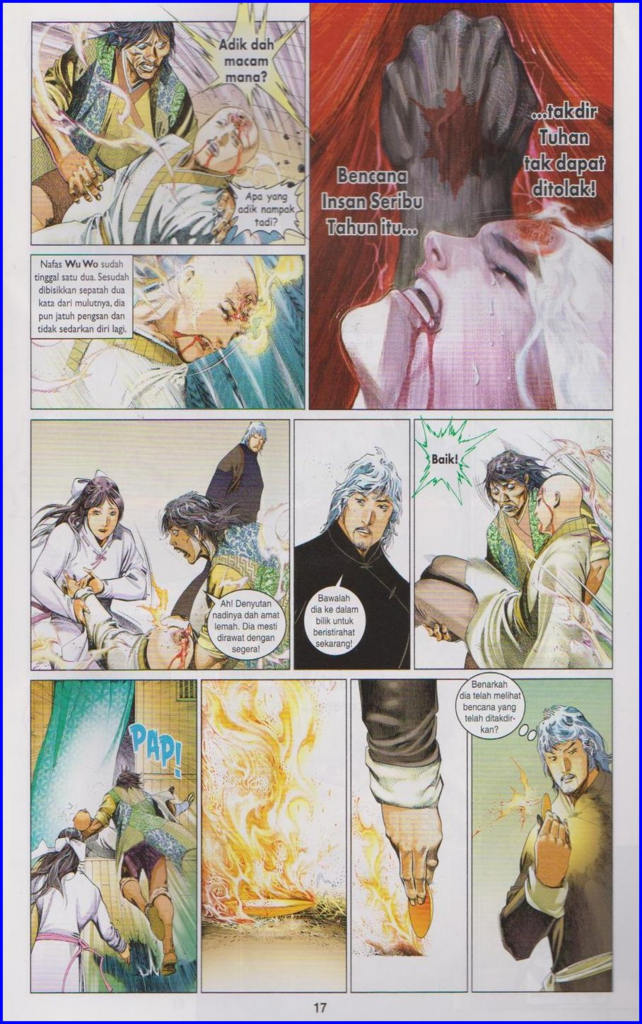 Adik dah
macam
mana?
Apa yang
adik nampak
tadi?
Bencana
Insan Seribu
Tahun itu...
...takdir
Tuhan
tak dapat
ditolak!
Nafas Wu Wo sudah
tinggal satu dua. Sesudah
dibisikkan sepatah dua
kata dari mulutnya, dia
pun jatuh pengsan dan
tidak sedarkan diri lagi.
Ah! Denyutan
nadinya dah amat
lemah. Dia mesti
dirawat dengan
segera!
Bawalah
dia ke dalam
bilik untuk
beristirahat
sekarang!
Baik!
PAP!
Benarkah
dia telah melihat
bencana yang
telah ditakdir-
kan?
17